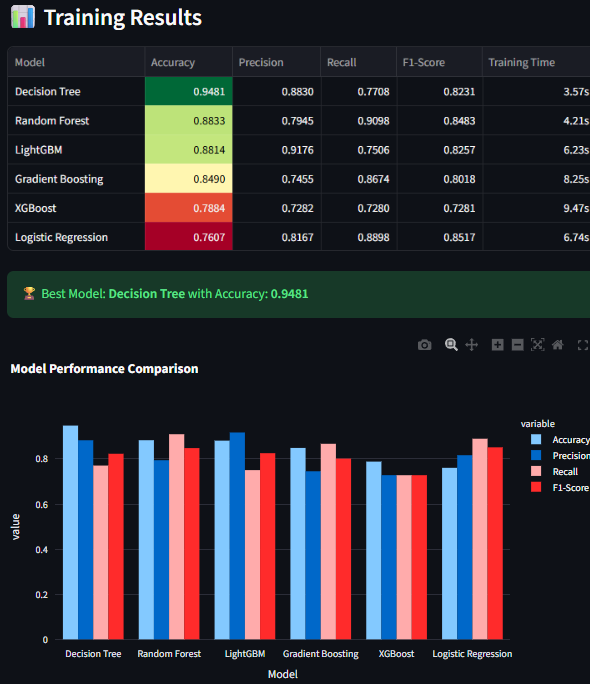 Training Results
Model Accuracy Precision Recall F1-Score Training Time
Decision Tree 0.9481 0.8830 0.7708 0.8231 3.57s
Random Forest 0.8833 0.7945 0.9098 0.8483 4.21s
LightGBM 0.8814 0.9176 0.7506 0.8257 6.23s
Gradient Boosting 0.8490 0.7455 0.8674 0.8018 8.25s
XGBoost 0.7884 0.7282 0.7280 0.7281 9.47s
Logistic Regression 0.7607 0.8167 0.8898 0.8517 6.74s
Best Model: Decision Tree with Accuracy: 0.9481
Model Performance Comparison
variable
Accuracy
Precision
Recall
F1-Score
value
0.8
0.6
0.4
0.2
0
Decision Tree Random Forest LightGBM Gradient Boosting XGBoost Logistic Regression
Model